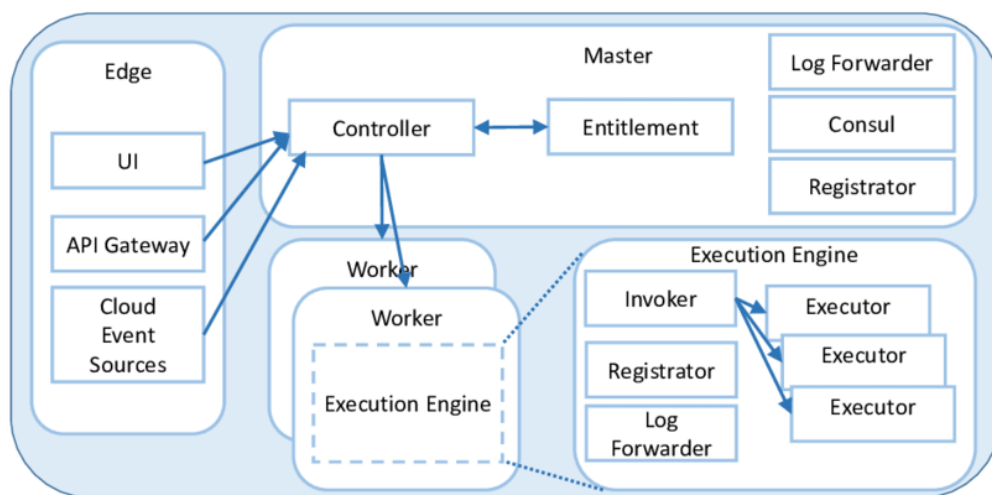 Edge
UI
API Gateway
Cloud
Event
Sources
Master
Controller
Entitlement
Log Forwarder
Consul
Registrator
Worker
Worker
Execution Engine
Execution Engine
Invoker
Registrator
Log
Forwarder
Executor
Executor
Executor